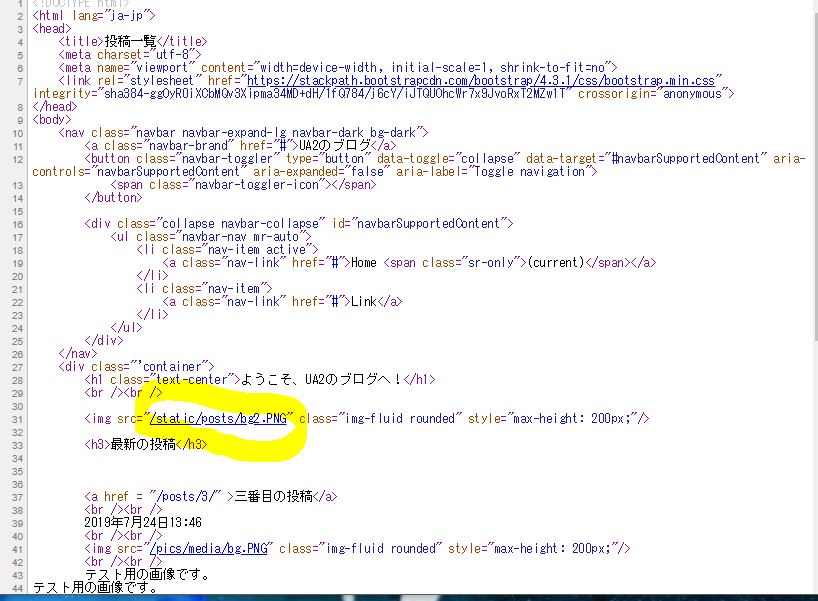 1 <!DOCTYPE html>
2 <html lang="ja-jp">
3 <head>
4 <title>投稿一覧</title>
5 <meta charset="utf-8">
6 <meta name="viewport" content="width=device-width, initial-scale=1, shrink-to-fit=no">
7 <link rel="stylesheet" href="https://stackpath.bootstrapcdn.com/bootstrap/4.3.1/css/bootstrap.min.css"
integrity="sha384-ggOyR0iXCbMQv3Xipma34MD+dH/1fQ784/j6cY/iJTQUOhcWr7x9JvoRxT2MZw1T" crossorigin="anonymous">
8 </head>
9 <body>
10 <nav class="navbar navbar-expand-lg navbar-dark bg-dark">
11 <a class="navbar-brand" href="#">UA2のブログ</a>
12 <button class="navbar-toggler" type="button" data-toggle="collapse" data-target="#navbarSupportedContent" aria-
controls="navbarSupportedContent" aria-expanded="false" aria-label="Toggle navigation">
13 <span class="navbar-toggler-icon"></span>
14 </button>
15
16 <div class="collapse navbar-collapse" id="navbarSupportedContent">
17 <ul class="navbar-nav mr-auto">
18 <li class="nav-item active">
19 <a class="nav-link" href="#">Home <span class="sr-only">(current)</span></a>
20 </li>
21 <li class="nav-item">
22 <a class="nav-link" href="#">Link</a>
23 </li>
24 </ul>
25 </div>
26 </nav>
27 <div class="'container">
28 <h1 class="text-center">ようこそ、UA2のブログへ！</h1>
29 <br /><br />
30
31 <img src="/static/posts/bg2.PNG" class="img-fluid rounded" style="max-height: 200px;"/>
32
33 <h3>最新の投稿</h3>
34
35
36
37 <a href = "/posts/3/" >三番目の投稿</a>
38 <br /><br />
39 2019年7月24日13:46
40 <br /><br />
41 <img src="/pics/media/bg.PNG" class="img-fluid rounded" style="max-height: 200px;"/>
42 <br /><br />
43 テスト用の画像です。
44 テスト用の画像です。